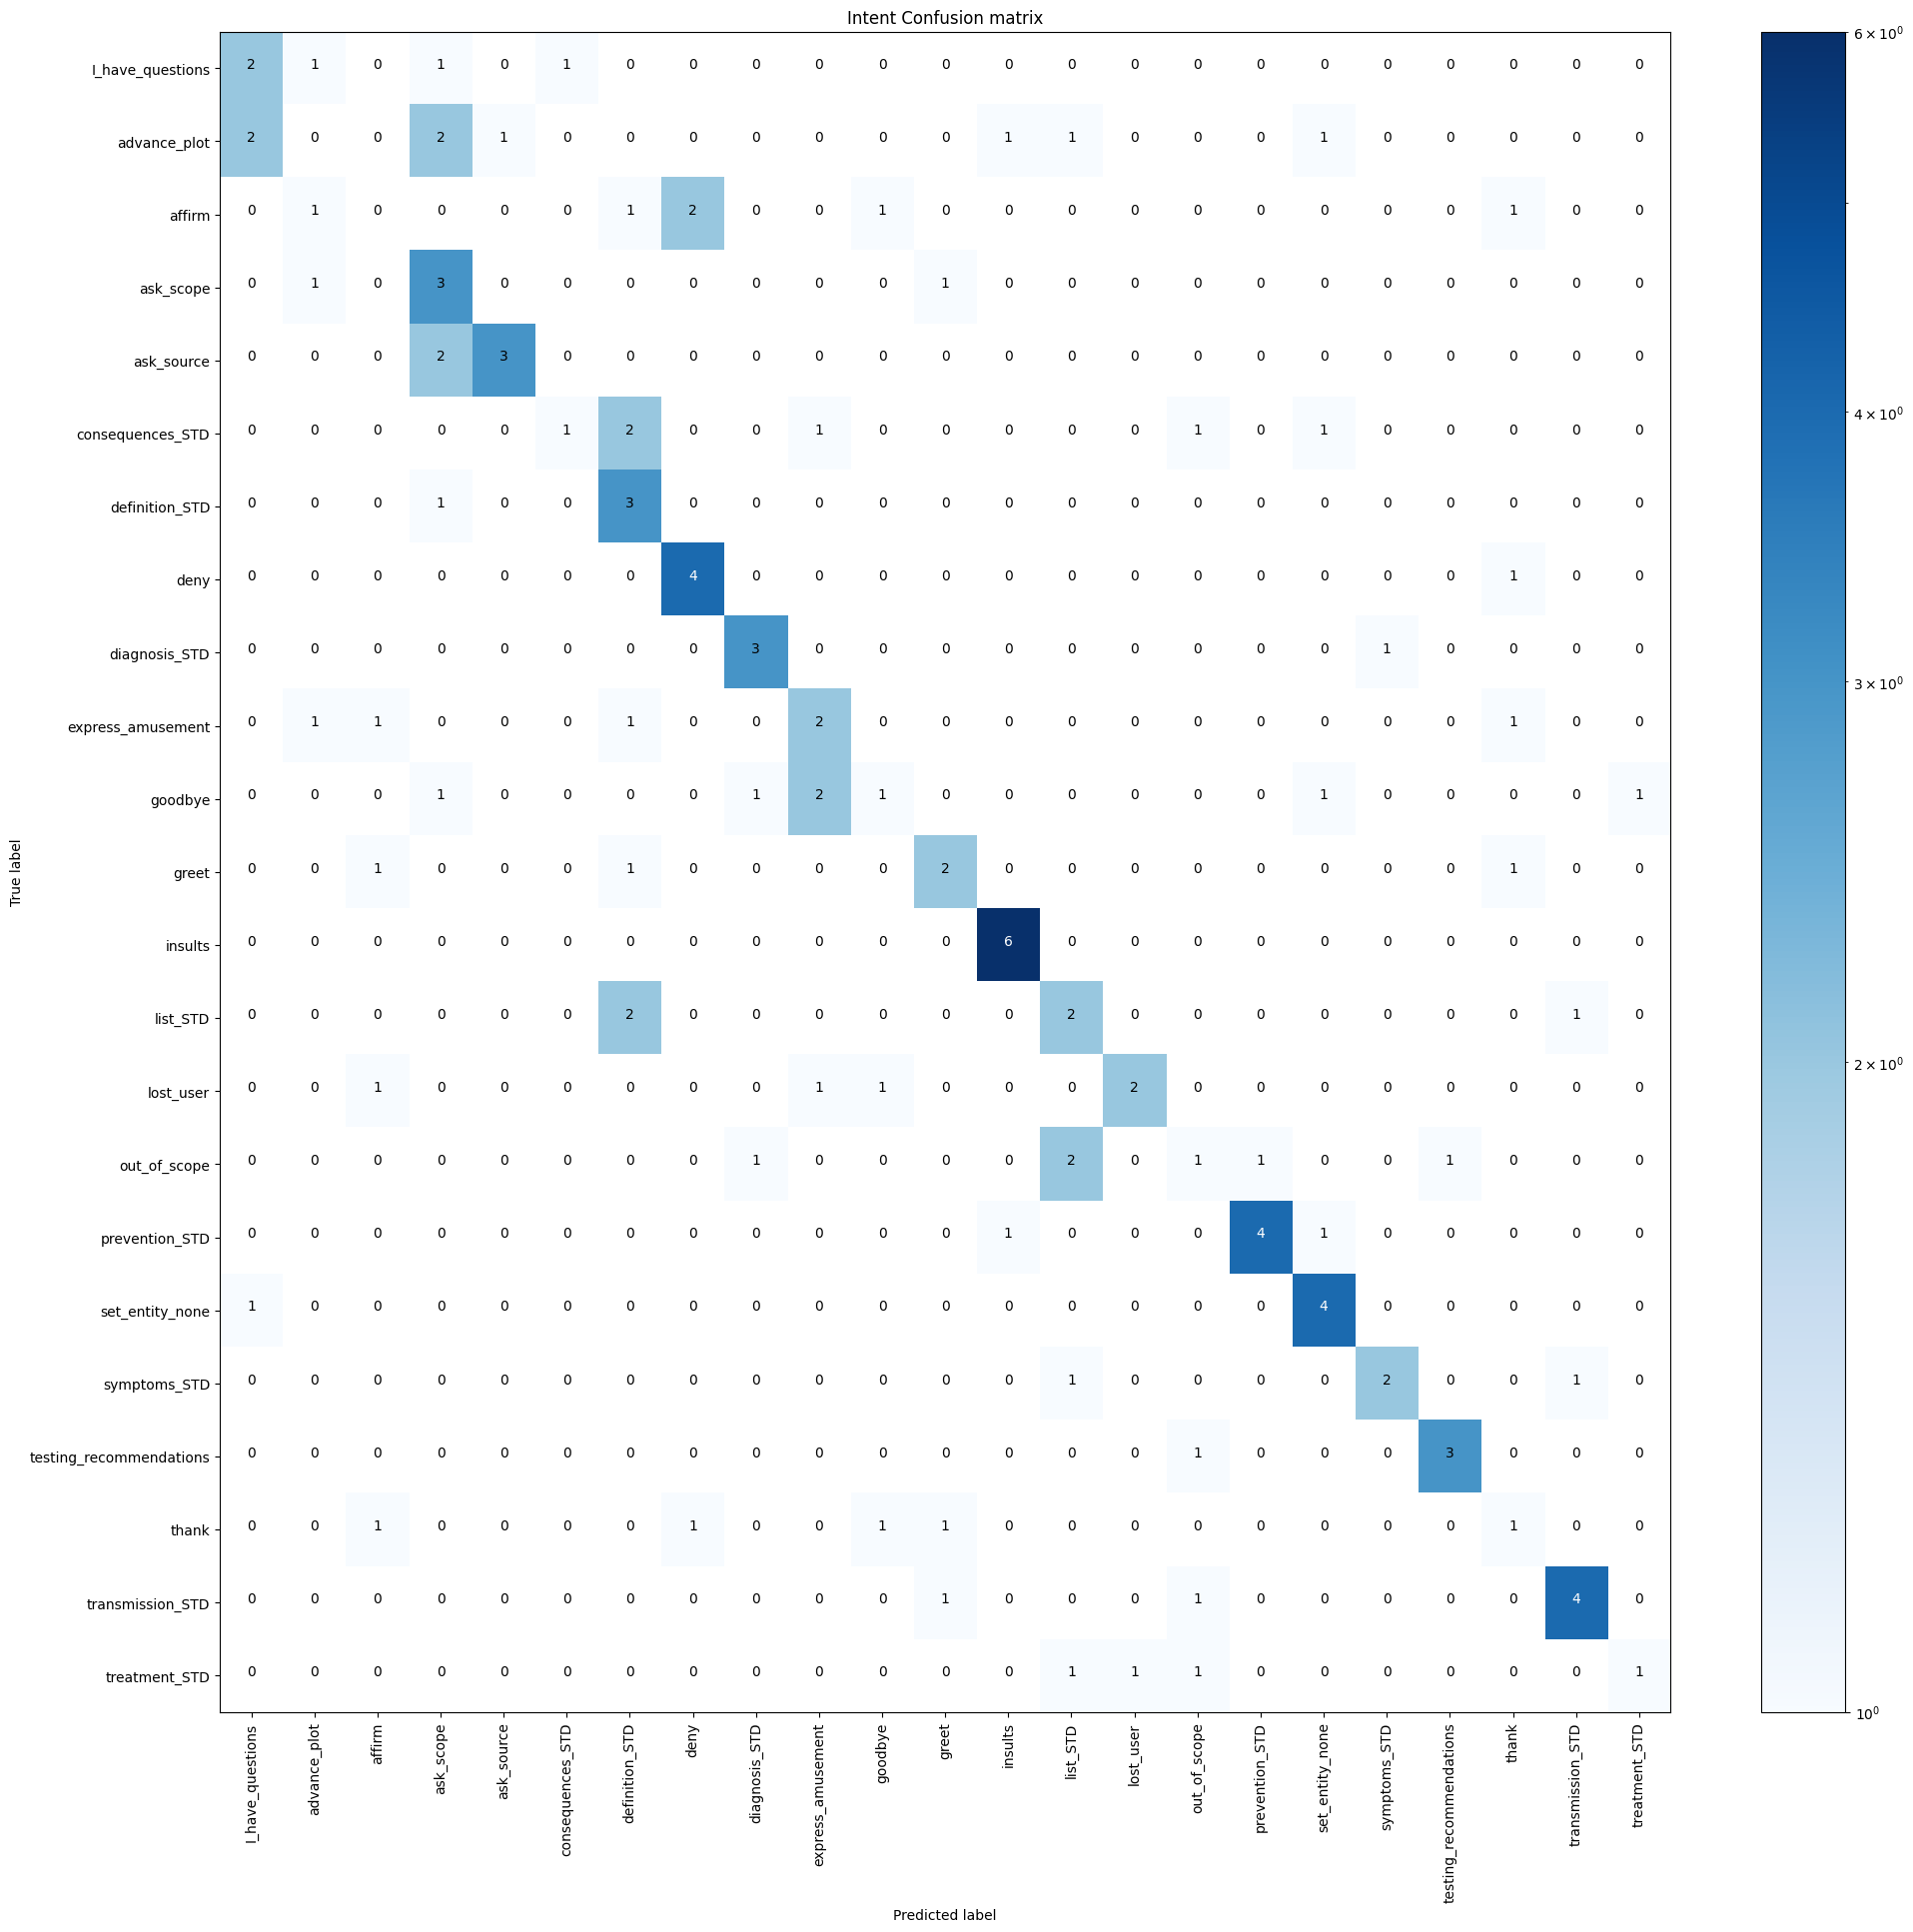 Intent Confusion matrix
I_have_questions 2 1 0 1 0 1 0 0 0 0 0 0 0 0 0 0 0 0 0 0 0 0 0
advance_plot 2 0 0 2 1 0 0 0 0 0 0 0 1 1 0 0 0 1 0 0 0 0 0
affirm 0 1 0 0 0 0 1 2 0 0 1 0 0 0 0 0 0 0 0 0 1 0 0
ask_scope 0 1 0 3 0 0 0 0 0 0 0 1 0 0 0 0 0 0 0 0 0 0 0
ask_source 0 0 0 2 3 0 0 0 0 0 0 0 0 0 0 0 0 0 0 0 0 0 0
consequences_STD 0 0 0 0 0 1 2 0 0 1 0 0 0 0 0 1 0 1 0 0 0 0 0
definition_STD 0 0 0 1 0 0 3 0 0 0 0 0 0 0 0 0 0 0 0 0 0 0 0
deny 0 0 0 0 0 0 0 4 0 0 0 0 0 0 0 0 0 0 0 0 1 0 0
diagnosis_STD 0 0 0 0 0 0 0 0 3 0 0 0 0 0 0 0 0 0 1 0 0 0 0
express_amusement 0 1 1 0 0 0 1 0 0 2 0 0 0 0 0 0 0 0 0 0 1 0 0
goodbye 0 0 0 1 0 0 0 0 1 2 1 0 0 0 0 0 0 1 0 0 0 0 1
greet 0 0 1 0 0 0 1 0 0 0 0 2 0 0 0 0 0 0 0 0 1 0 0
insults 0 0 0 0 0 0 0 0 0 0 0 0 6 0 0 0 0 0 0 0 0 0 0
list_STD 0 0 0 0 0 0 2 0 0 0 0 0 0 2 0 0 0 0 0 0 0 1 0
lost_user 0 0 1 0 0 0 0 0 0 1 1 0 0 0 2 0 0 0 0 0 0 0 0
out_of_scope 0 0 0 0 0 0 0 0 1 0 0 0 0 2 0 1 1 0 0 1 0 0 0
prevention_STD 0 0 0 0 0 0 0 0 0 0 0 0 1 0 0 0 4 1 0 0 0 0 0
set_entity_none 1 0 0 0 0 0 0 0 0 0 0 0 0 0 0 0 0 4 0 0 0 0 0
symptoms_STD 0 0 0 0 0 0 0 0 0 0 0 0 0 1 0 0 0 0 2 0 0 1 0
testing_recommendations 0 0 0 0 0 0 0 0 0 0 0 0 0 0 0 1 0 0 0 3 0 0 0
thank 0 0 1 0 0 0 0 1 0 0 1 1 0 0 0 0 0 0 0 0 1 0 0
transmission_STD 0 0 0 0 0 0 0 0 0 0 0 1 0 0 0 1 0 0 0 0 0 4 0
treatment_STD 0 0 0 0 0 0 0 0 0 0 0 0 0 1 1 1 0 0 0 0 0 0 1
True label
I_have_questions
advance_plot
affirm
ask_scope
ask_source
consequences_STD
definition_STD
deny
diagnosis_STD
express_amusement
goodbye
greet
insults
list_STD
lost_user
out_of_scope
prevention_STD
set_entity_none
symptoms_STD
testing_recommendations
thank
transmission_STD
treatment_STD
Predicted label
6 × 10⁰
4 × 10⁰
3 × 10⁰
2 × 10⁰
10⁰